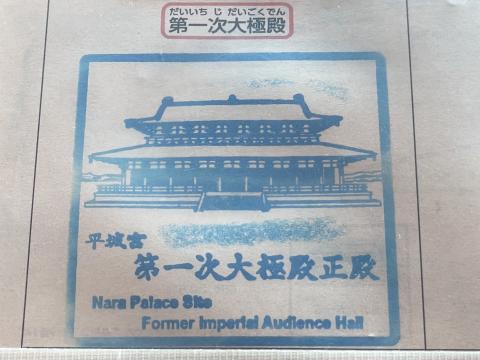 だいいちじだいごくでん
第一次大極殿
平城宮
第一次大極殿正殿
Nara Palace Site
Former Imperial Audience Hall